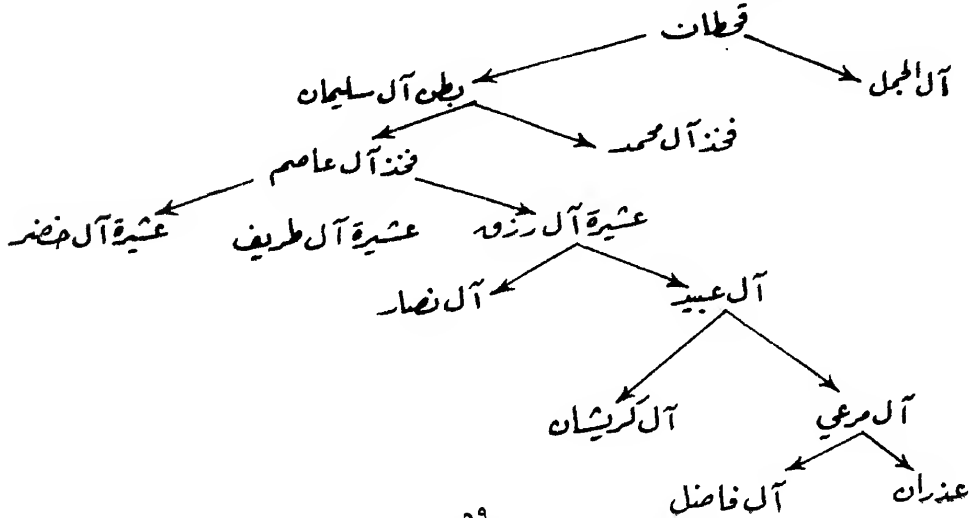 قحطان
آل الجمل
بطن آل سليمان
فخذ آل محمد
فخذ آل عاصم
عشيرة آل رزق
عشيرة آل طريف
عشيرة آل خضر
آل عبيد
آل نصار
آل مرعي
آل كريشان
عذران
آل فاضل